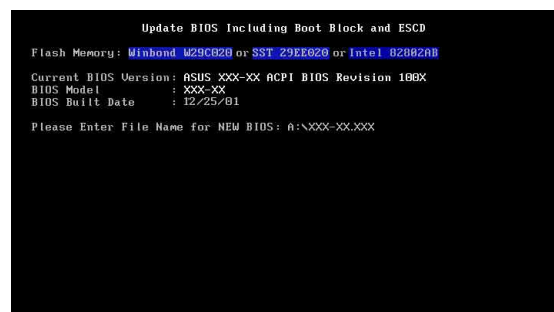 Update BIOS Including Boot Block and ESCD
Flash Memory: Winbond W29C020 or SST 29EE020 or Intel 82802AB
Current BIOS Version: ASUS XXX-XX ACPI BIOS Revision 100X
BIOS Model : XXX-XX
BIOS Built Date : 12/25/01
Please Enter File Name for NEW BIOS: A:\XXX-XX.XXX